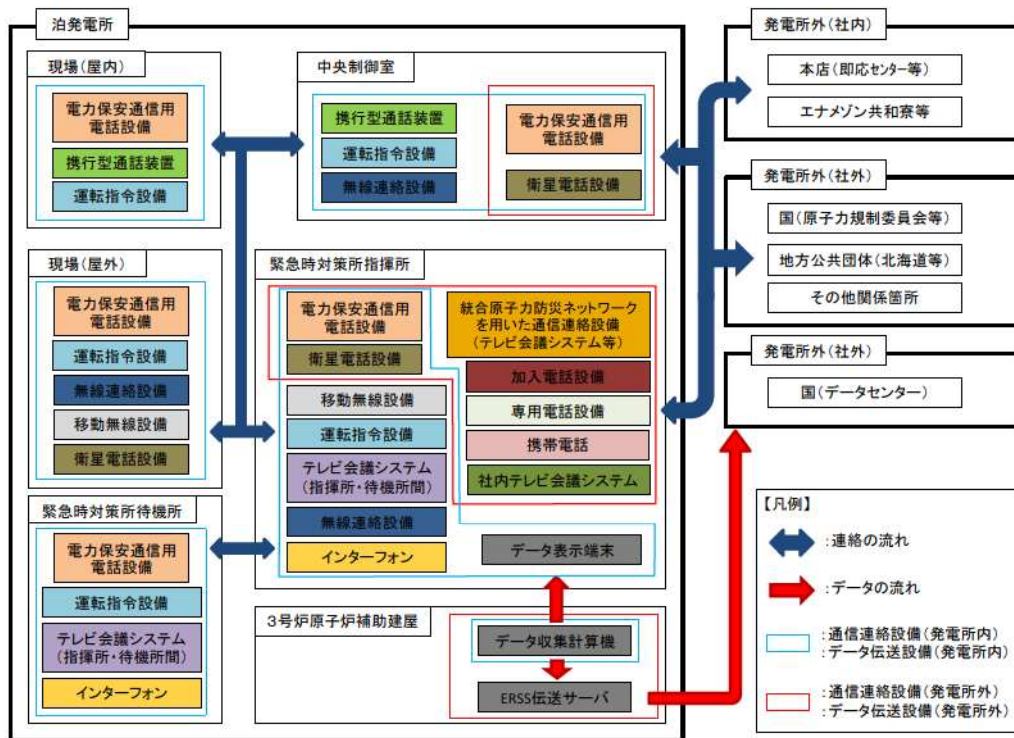 泊発電所
現場(屋内)
電力保安通信用
電話設備
携行型通話装置
運転指令設備
中央制御室
携行型通話装置
運転指令設備
無線連絡設備
電力保安通信用
電話設備
衛星電話設備
現場(屋外)
電力保安通信用
電話設備
運転指令設備
無線連絡設備
移動無線設備
衛星電話設備
緊急時対策所指揮所
電力保安通信用
電話設備
衛星電話設備
移動無線設備
運転指令設備
テレビ会議システム
(指揮所・待機所間)
無線連絡設備
インターフォン
統合原子力防災ネットワーク
を用いた通信連絡設備
(テレビ会議システム等)
加入電話設備
専用電話設備
携帯電話
社内テレビ会議システム
データ表示端末
緊急時対策所待機所
電力保安通信用
電話設備
運転指令設備
テレビ会議システム
(指揮所・待機所間)
インターフォン
3号炉原子炉補助建屋
データ収集計算機
ERSS伝送サーバ
発電所外(社内)
本店(即応センター等)
エナメゾン共和寮等
発電所外(社外)
国(原子力規制委員会等)
地方公共団体(北海道等)
その他関係箇所
発電所外(社外)
国(データセンター)
【凡例】
:連絡の流れ
:データの流れ
:通信連絡設備(発電所内)
:データ伝送設備(発電所内)
:通信連絡設備(発電所外)
:データ伝送設備(発電所外)